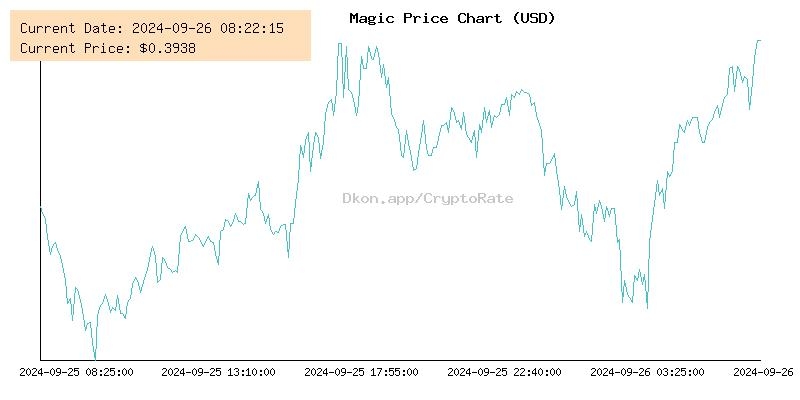 Magic Price Chart (USD)
Current Date: 2024-09-26 08:22:15
Current Price: $0.3938
Dkon.app/CryptoRate
2024-09-25 08:25:00 2024-09-25 13:10:00 2024-09-25 17:55:00 2024-09-25 22:40:00 2024-09-26 03:25:00 2024-09-26